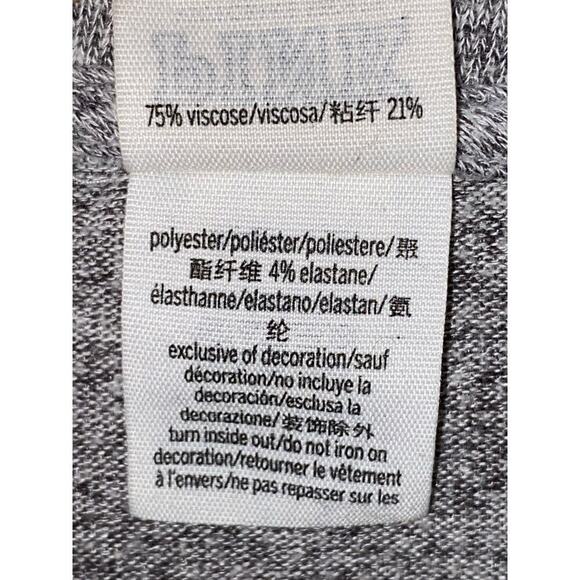 75% viscose/viscosa/粘纤 21%
polyester/poliéster/poliestere/聚
酯纤维 4% elastane/
élasthanne/elastano/elastan/氨
纶
exclusive of decoration/sauf
décoration/no incluye la
decoración/esclusa la
decorazione/装饰除外
turn inside out/do not iron on
decoration/retourner le vêtement
à l'envers/ne pas repasser sur les